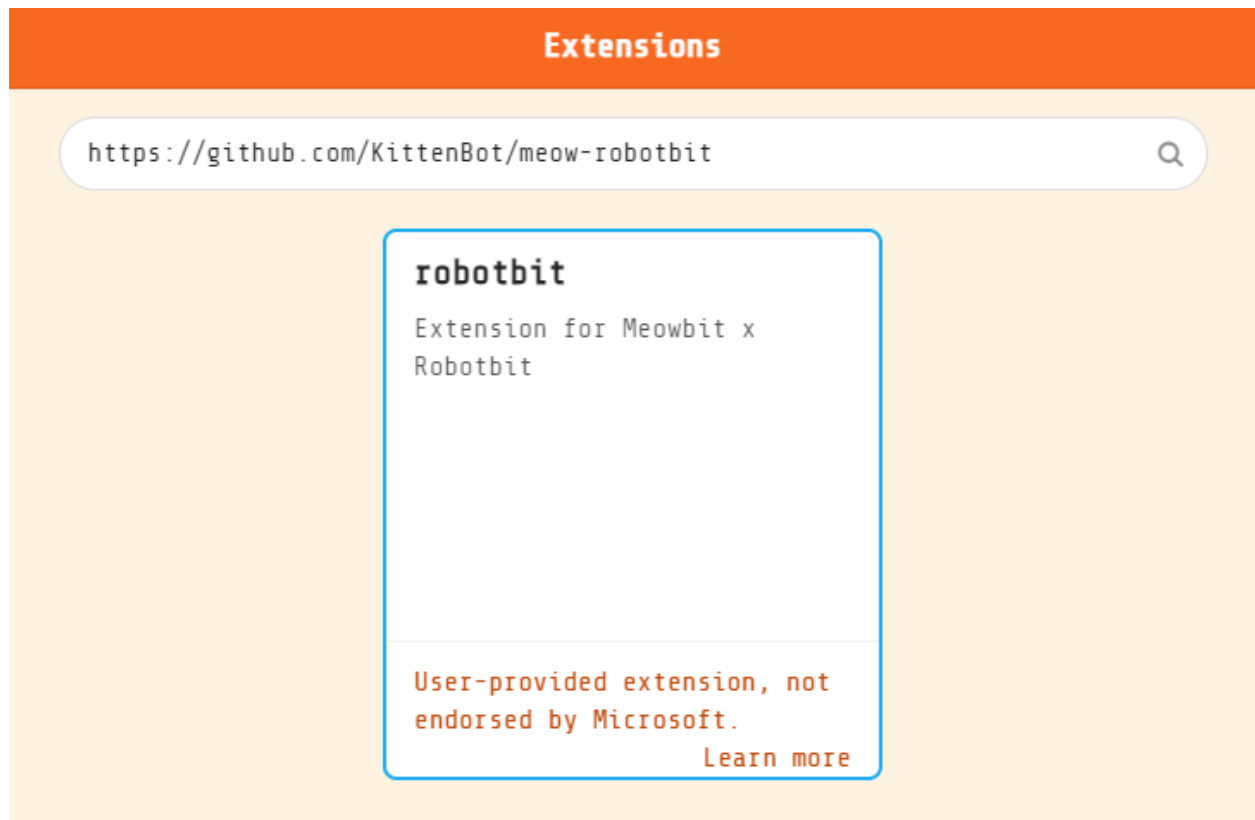 Extensions
https://github.com/KittenBot/meow-robotbit
robotbit
Extension for Meowbit x
Robotbit
User-provided extension, not
endorsed by Microsoft.
Learn more